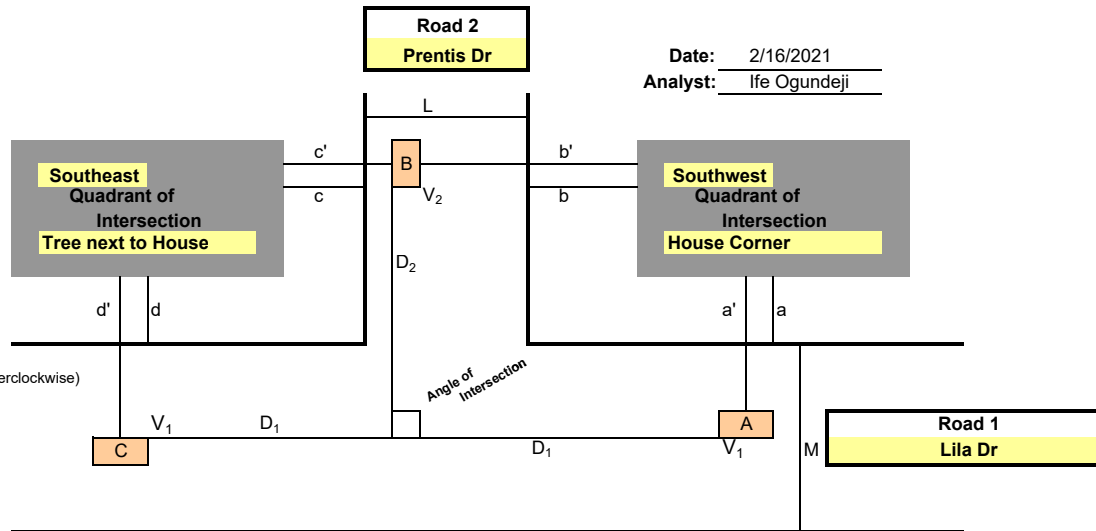 Road 2
Prentis Dr
Date: 2/16/2021
Analyst: Ife Ogundeji
L
c' B b'
Southeast
Quadrant of
Intersection
Tree next to House
c V₂ b
Southwest
Quadrant of
Intersection
House Corner
D₂
d' d a' a
erclockwise)
Angle of
Intersection
V₁ D₁ A
C D₁ V₁ M
Road 1
Lila Dr